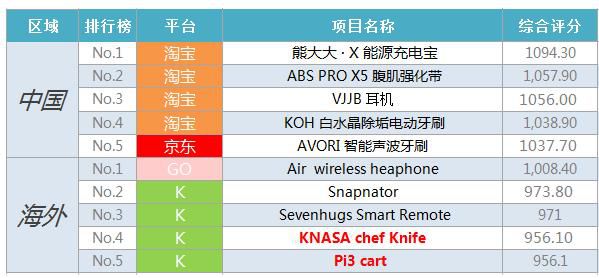 区域 排行榜 平台 项目名称 综合评分
中国
No.1 淘宝 熊大大 · X 能源充电宝 1094.30
No.2 淘宝 ABS PRO X5 腹肌强化带 1,057.90
No.3 淘宝 VJJB 耳机 1056.00
No.4 淘宝 KOH 白水晶除垢电动牙刷 1,038.90
No.5 京东 AVORI 智能声波牙刷 1037.70
海外
No.1 GO Air wireless heaphone 1,008.40
No.2 K Snapnator 973.80
No.3 K Sevenhugs Smart Remote 971
No.4 K KNASA chef Knife 956.10
No.5 K Pi3 cart 956.1